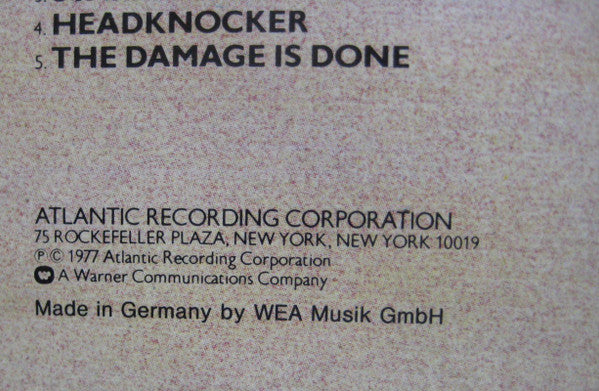 4. HEADKNOCKER
5. THE DAMAGE IS DONE
ATLANTIC RECORDING CORPORATION
75 ROCKEFELLER PLAZA, NEW YORK, NEW YORK 10019
℗ © 1977 Atlantic Recording Corporation
A Warner Communications Company
Made in Germany by WEA Musik GmbH